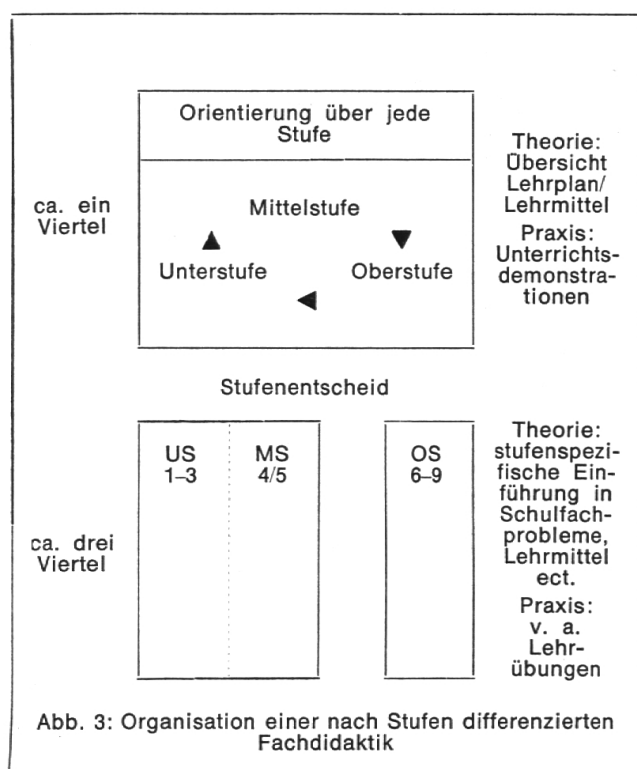 Orientierung über jede
Stufe
ca. ein
Viertel
Mittelstufe
Unterstufe
Oberstufe
Theorie:
Übersicht
Lehrplan/
Lehrmittel
Praxis:
Unterrichts-
demonstra-
tionen
Stufenentscheid
ca. drei
Viertel
US
1–3
MS
4/5
OS
6–9
Theorie:
stufenspezi-
fische Ein-
führung in
Schulfach-
probleme,
Lehrmittel
ect.
Praxis:
v. a.
Lehr-
übungen
Abb. 3: Organisation einer nach Stufen differenzierten
Fachdidaktik